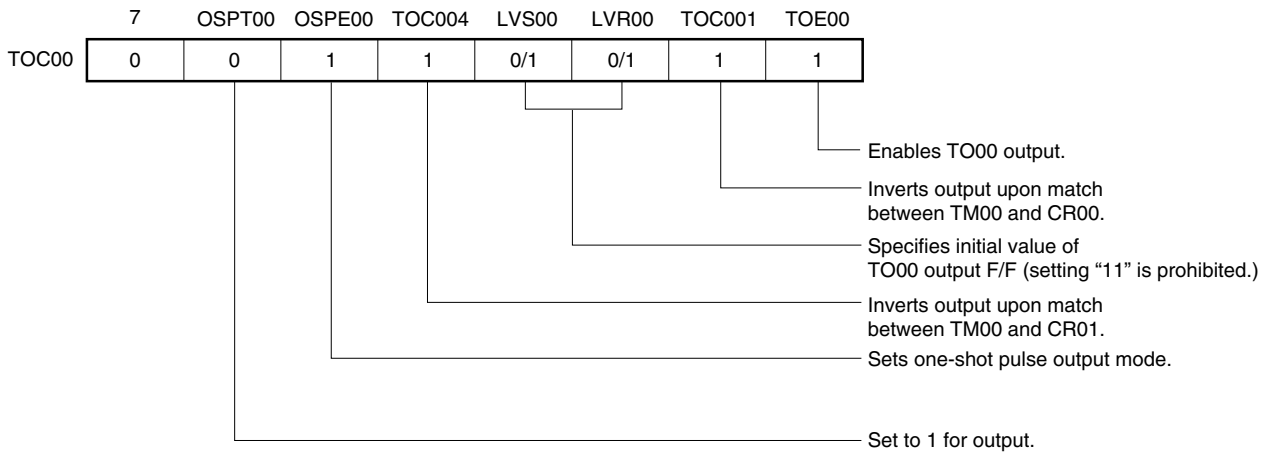 7 OSPT00 OSPE00 TOC004 LVS00 LVR00 TOC001 TOE00
TOC00 0 0 1 1 0/1 0/1 1 1
Enables TO00 output.
Inverts output upon match
between TM00 and CR00.
Specifies initial value of
TO00 output F/F (setting “11” is prohibited.)
Inverts output upon match
between TM00 and CR01.
Sets one-shot pulse output mode.
Set to 1 for output.